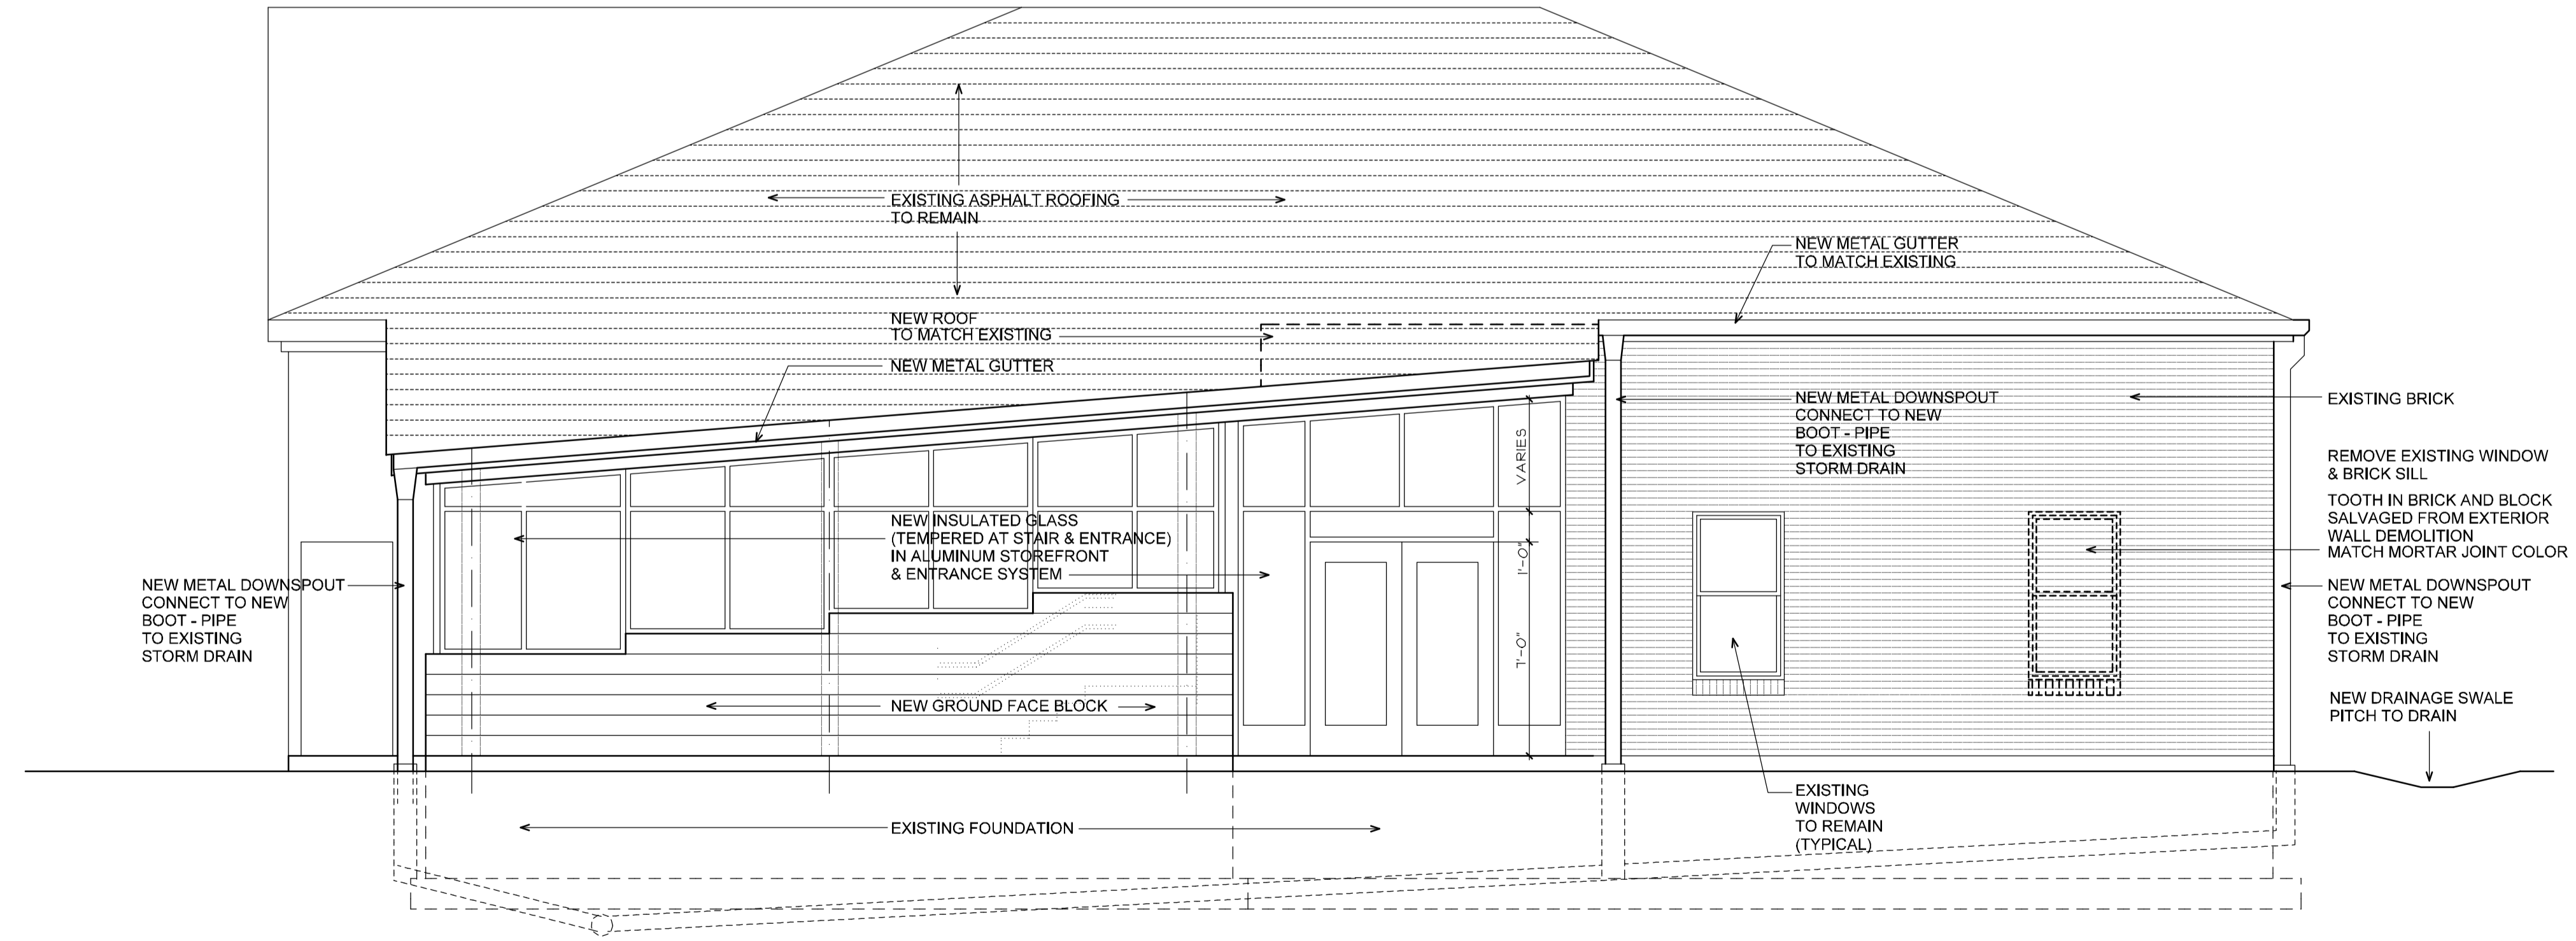 EXISTING ASPHALT ROOFING
TO REMAIN
NEW METAL GUTTER
TO MATCH EXISTING
NEW ROOF
TO MATCH EXISTING
NEW METAL GUTTER
NEW METAL DOWNSPOUT
CONNECT TO NEW
BOOT - PIPE
TO EXISTING
STORM DRAIN
EXISTING BRICK
VARIES
REMOVE EXISTING WINDOW
& BRICK SILL
TOOTH IN BRICK AND BLOCK
SALVAGED FROM EXTERIOR
WALL DEMOLITION
MATCH MORTAR JOINT COLOR
NEW INSULATED GLASS
(TEMPERED AT STAIR & ENTRANCE)
IN ALUMINUM STOREFRONT
& ENTRANCE SYSTEM
1'-0"
NEW METAL DOWNSPOUT
CONNECT TO NEW
BOOT - PIPE
TO EXISTING
STORM DRAIN
NEW METAL DOWNSPOUT
CONNECT TO NEW
BOOT - PIPE
TO EXISTING
STORM DRAIN
7'-0"
NEW GROUND FACE BLOCK
NEW DRAINAGE SWALE
PITCH TO DRAIN
EXISTING
WINDOWS
TO REMAIN
(TYPICAL)
EXISTING FOUNDATION